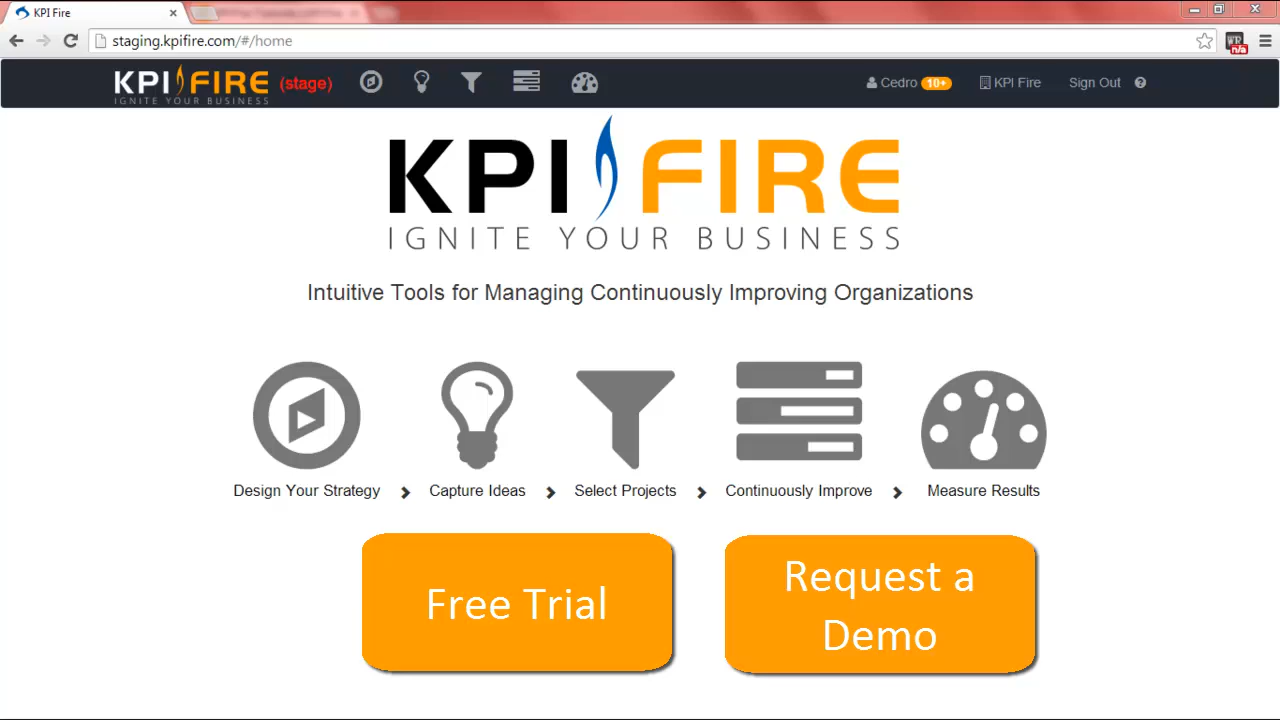 KPI Fire
staging.kpifire.com/#/home
WR
n/a
KPI FIRE (stage) Cedro 10+ KPI Fire Sign Out ?
IGNITE YOUR BUSINESS
KPI FIRE
IGNITE YOUR BUSINESS
Intuitive Tools for Managing Continuously Improving Organizations
Design Your Strategy > Capture Ideas > Select Projects > Continuously Improve > Measure Results
Free Trial
Request a
Demo